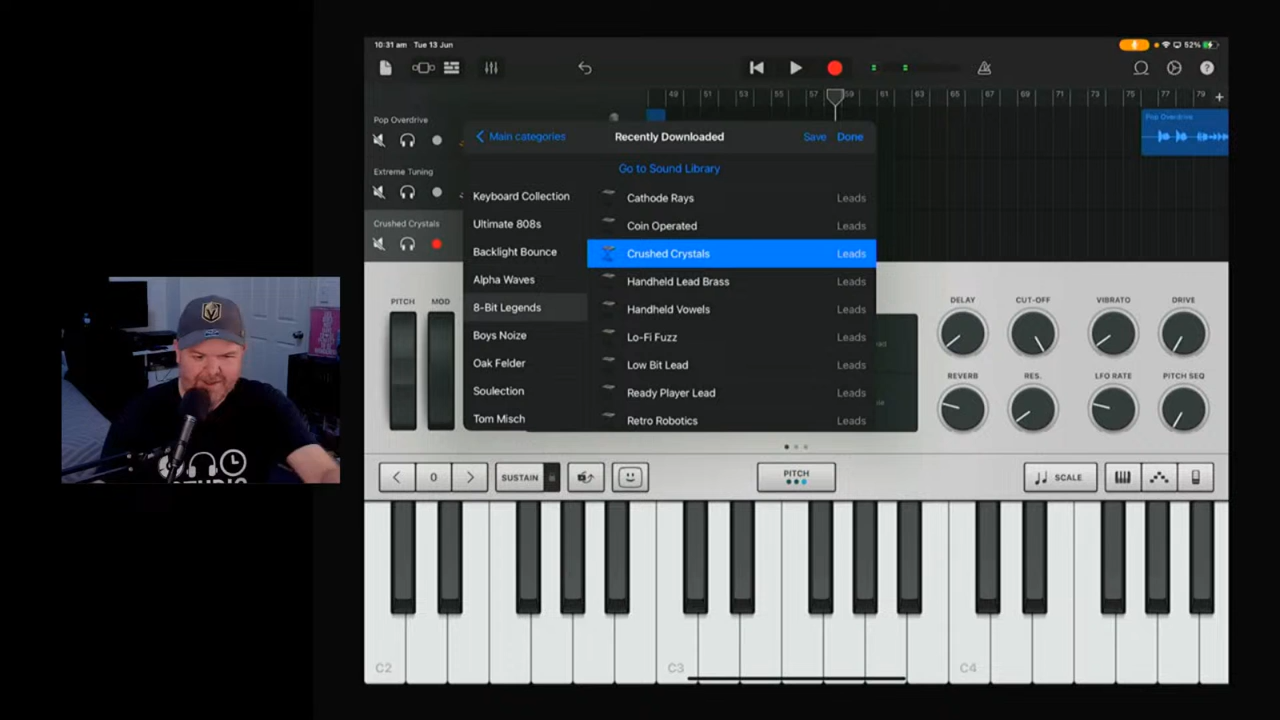 10:31 am Tue 13 Jun
52%
49 51 53 55 57 59 61 63 65 67 69 71 73 75 77 79
Pop Overdrive
Pop Overdrive
Main categories
Recently Downloaded
Save
Done
Go to Sound Library
Extreme Tuning
Crushed Crystals
Keyboard Collection
Ultimate 808s
Backlight Bounce
Alpha Waves
8-Bit Legends
Boys Noize
Oak Felder
Soulection
Tom Misch
Cathode Rays Leads
Coin Operated Leads
Crushed Crystals Leads
Handheld Lead Brass Leads
Handheld Vowels Leads
Lo-Fi Fuzz Leads
Low Bit Lead Leads
Ready Player Lead Leads
Retro Robotics Leads
PITCH MOD
DELAY CUT-OFF VIBRATO DRIVE
REVERB RES. LFO RATE PITCH SEQ
0
SUSTAIN
PITCH
SCALE
C2 C3 C4
STUDIO